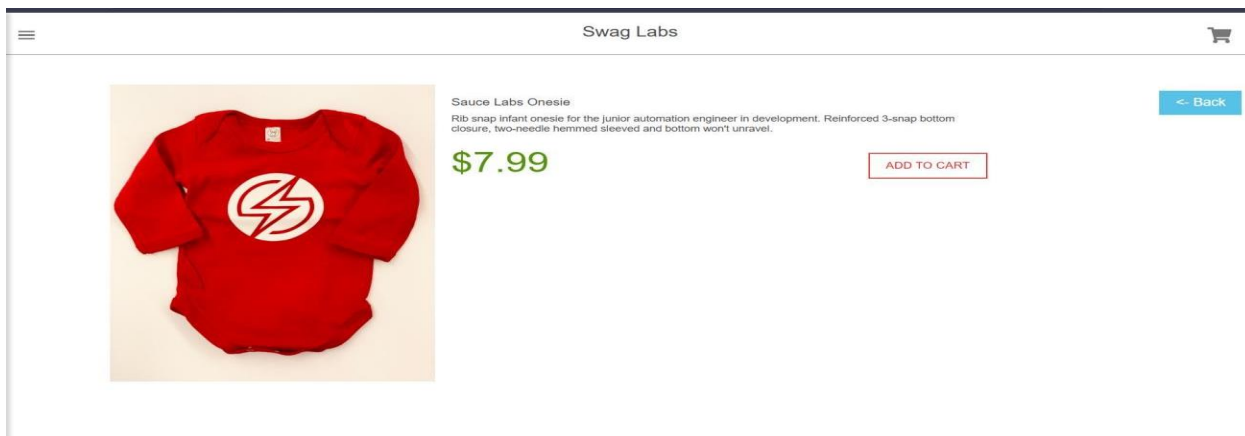 Swag Labs
Sauce Labs Onesie
<- Back
Rib snap infant onesie for the junior automation engineer in development. Reinforced 3-snap bottom
closure, two-needle hemmed sleeved and bottom won't unravel.
$7.99
ADD TO CART